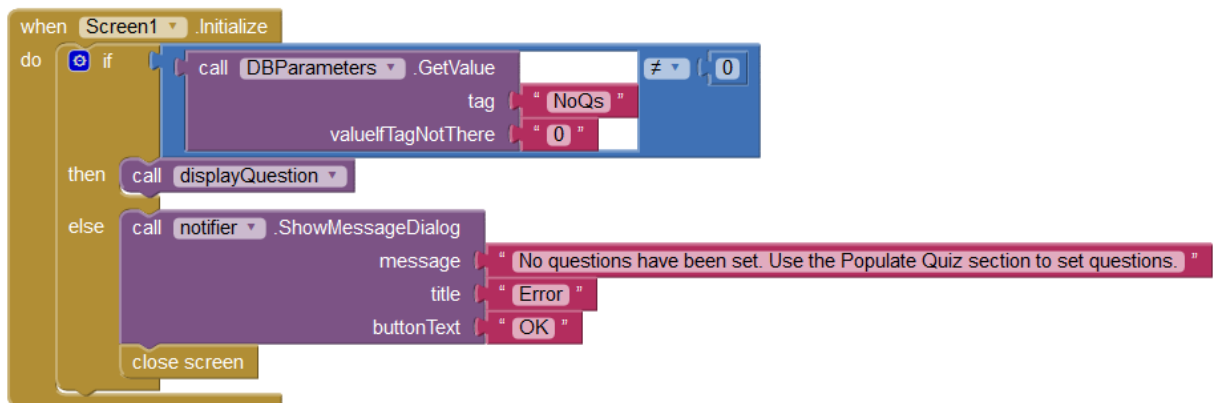 when Screen1 .Initialize
do if call DBParameters .GetValue ≠ 0
tag " NoQs "
valueIfTagNotThere " 0 "
then call displayQuestion
else call notifier .ShowMessageDialog
message " No questions have been set. Use the Populate Quiz section to set questions. "
title " Error "
buttonText " OK "
close screen